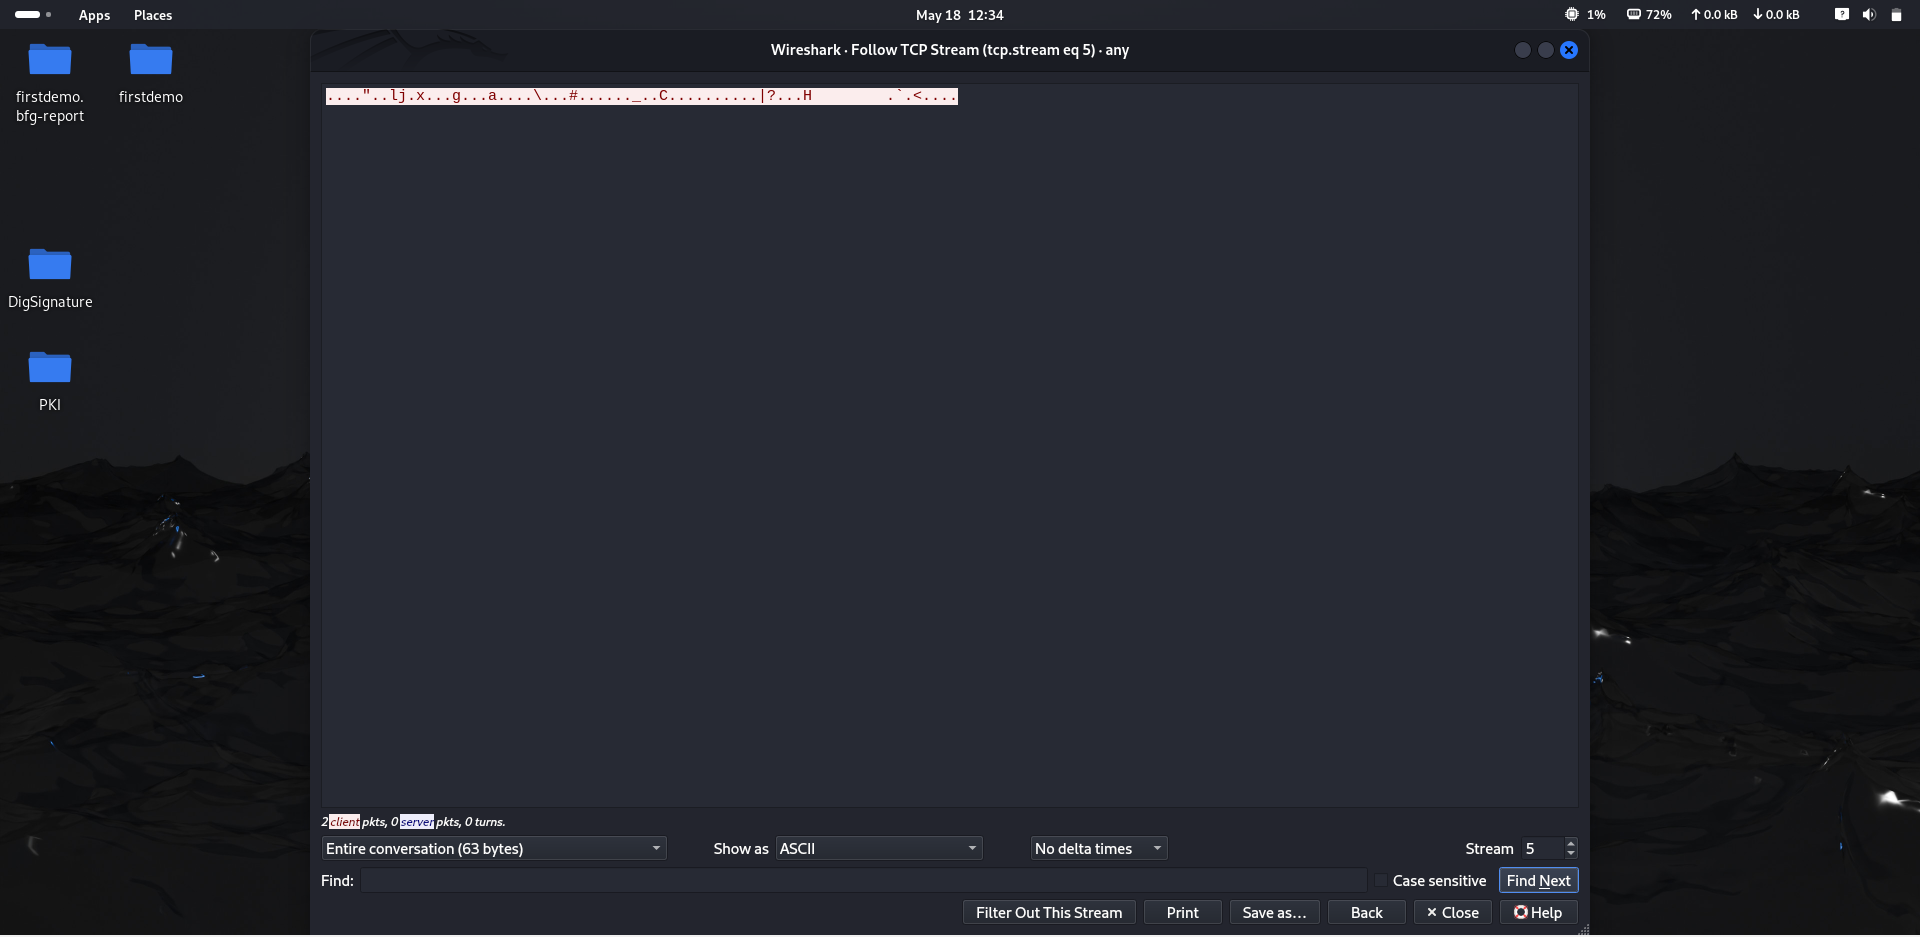 Apps Places May 18 12:34 1% 72% 0.0 kB 0.0 kB
firstdemo.
bfg-report
firstdemo
DigSignature
PKI
Wireshark · Follow TCP Stream (tcp.stream eq 5) · any
...."..lj.x...g...a....\...#......_..C..........|?...H	.`.<....
2 client pkts, 0 server pkts, 0 turns.
Entire conversation (63 bytes) Show as ASCII No delta times Stream 5
Find: Case sensitive Find Next
Filter Out This Stream Print Save as... Back × Close Help